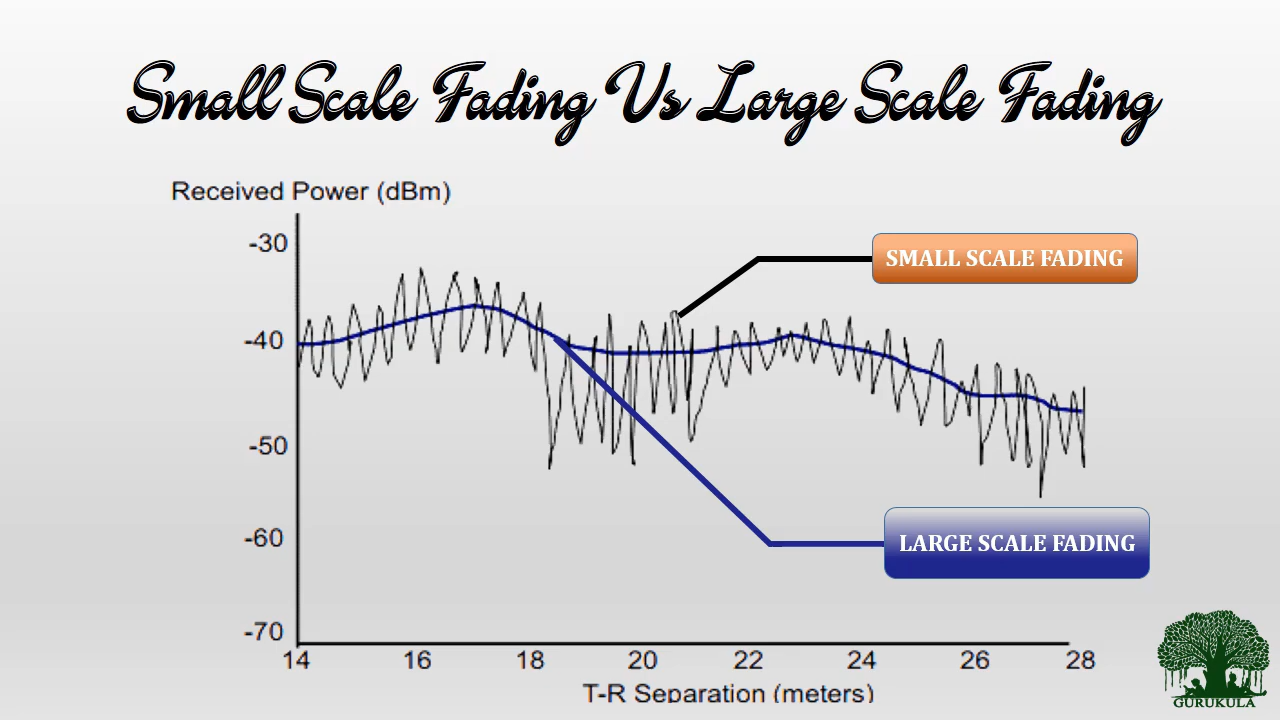 Small Scale Fading Vs Large Scale Fading
Received Power (dBm)
-30
SMALL SCALE FADING
-40
-50
-60
LARGE SCALE FADING
-70
14 16 18 20 22 24 26 28
T-R Separation (meters)
GURUKULA